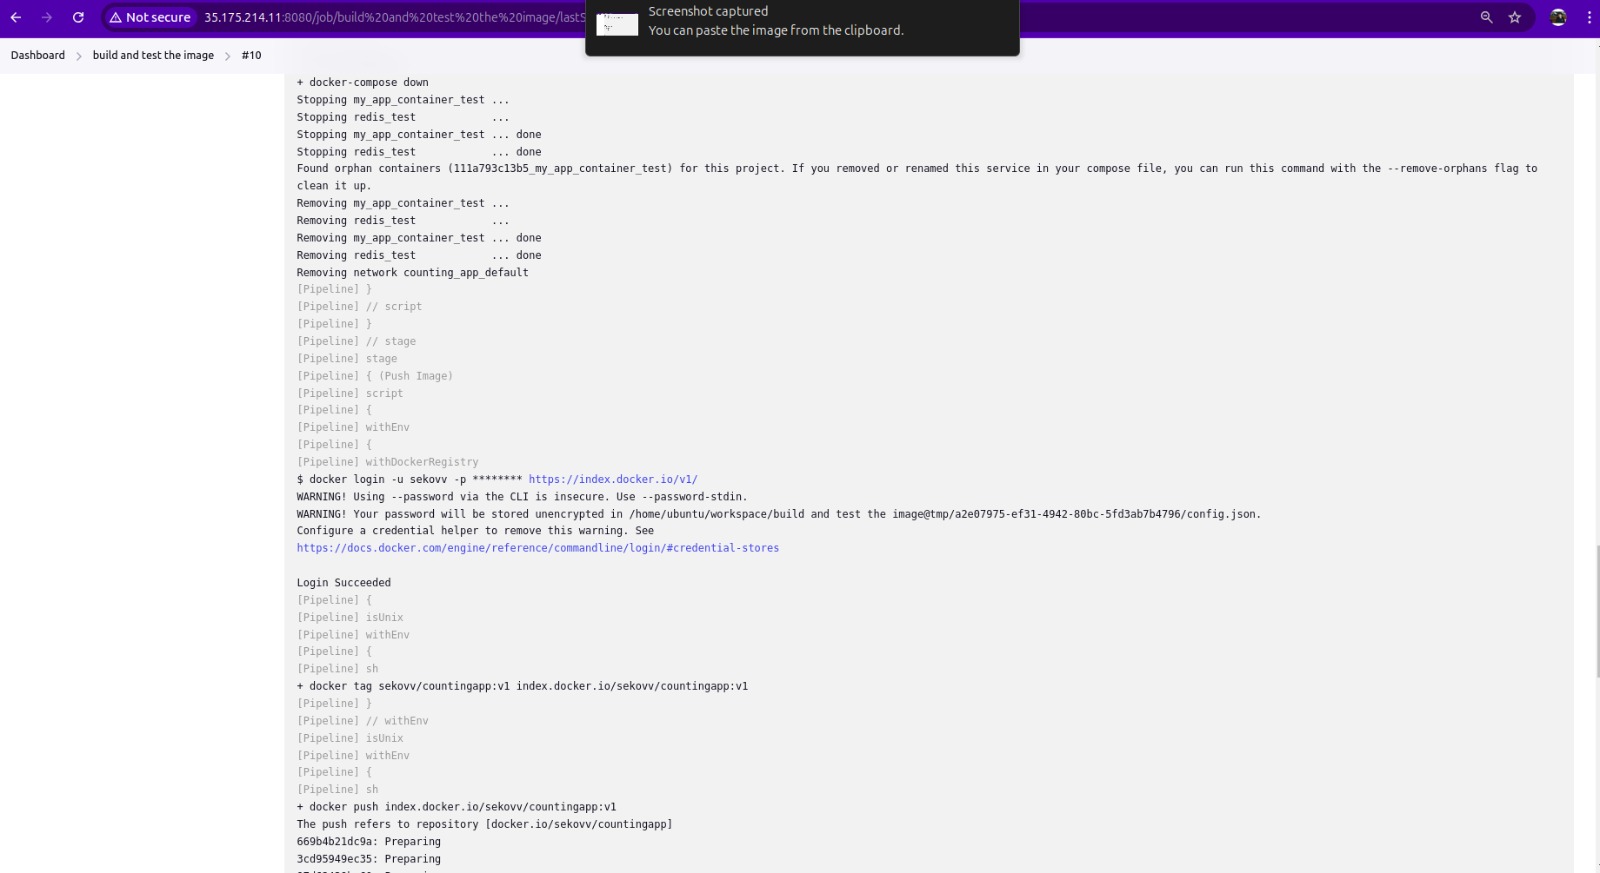 Screenshot captured
You can paste the image from the clipboard.
Not secure
35.175.214.11:8080/job/build%20and%20test%20the%20image/lastS
Dashboard > build and test the image > #10
+ docker-compose down
Stopping my_app_container_test ...
Stopping redis_test ...
Stopping my_app_container_test ... done
Stopping redis_test ... done
Found orphan containers (111a793c13b5_my_app_container_test) for this project. If you removed or renamed this service in your compose file, you can run this command with the --remove-orphans flag to
clean it up.
Removing my_app_container_test ...
Removing redis_test ...
Removing my_app_container_test ... done
Removing redis_test ... done
Removing network counting_app_default
[Pipeline] }
[Pipeline] // script
[Pipeline] }
[Pipeline] // stage
[Pipeline] stage
[Pipeline] { (Push Image)
[Pipeline] script
[Pipeline] {
[Pipeline] withEnv
[Pipeline] {
[Pipeline] withDockerRegistry
$ docker login -u sekovv -p ******** https://index.docker.io/v1/
WARNING! Using --password via the CLI is insecure. Use --password-stdin.
WARNING! Your password will be stored unencrypted in /home/ubuntu/workspace/build and test the image@tmp/a2e07975-ef31-4942-80bc-5fd3ab7b4796/config.json.
Configure a credential helper to remove this warning. See
https://docs.docker.com/engine/reference/commandline/login/#credential-stores
Login Succeeded
[Pipeline] {
[Pipeline] isUnix
[Pipeline] withEnv
[Pipeline] {
[Pipeline] sh
+ docker tag sekovv/countingapp:v1 index.docker.io/sekovv/countingapp:v1
[Pipeline] }
[Pipeline] // withEnv
[Pipeline] isUnix
[Pipeline] withEnv
[Pipeline] {
[Pipeline] sh
+ docker push index.docker.io/sekovv/countingapp:v1
The push refers to repository [docker.io/sekovv/countingapp]
669b4b21dc9a: Preparing
3cd95949ec35: Preparing